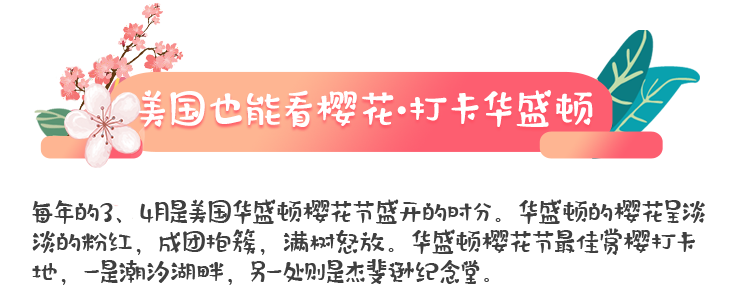 美国也能看樱花·打卡华盛顿
每年的3、4月是美国华盛顿樱花节盛开的时分。华盛顿的樱花呈淡
淡的粉红，成团抱簇，满树怒放。华盛顿樱花节最佳赏樱打卡
地，一是潮汐湖畔，另一处则是杰斐逊纪念堂。